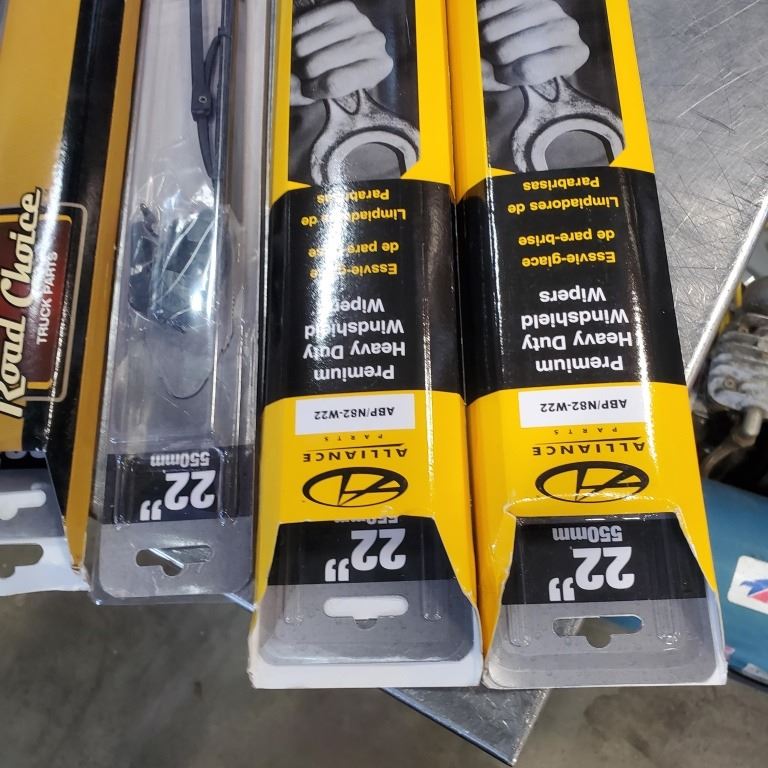 Road Choice
TRUCK PARTS
22”
550mm
22”
550mm
ALLIANCE
PARTS
ABP/N82-W22
Premium
Heavy Duty
Windshield
Wipers
Essuie-glace
de pare-brise
Limpiadores de
Parabrisas
22”
550mm
ALLIANCE
PARTS
ABP/N82-W22
Premium
Heavy Duty
Windshield
Wipers
Essuie-glace
de pare-brise
Limpiadores de
Parabrisas